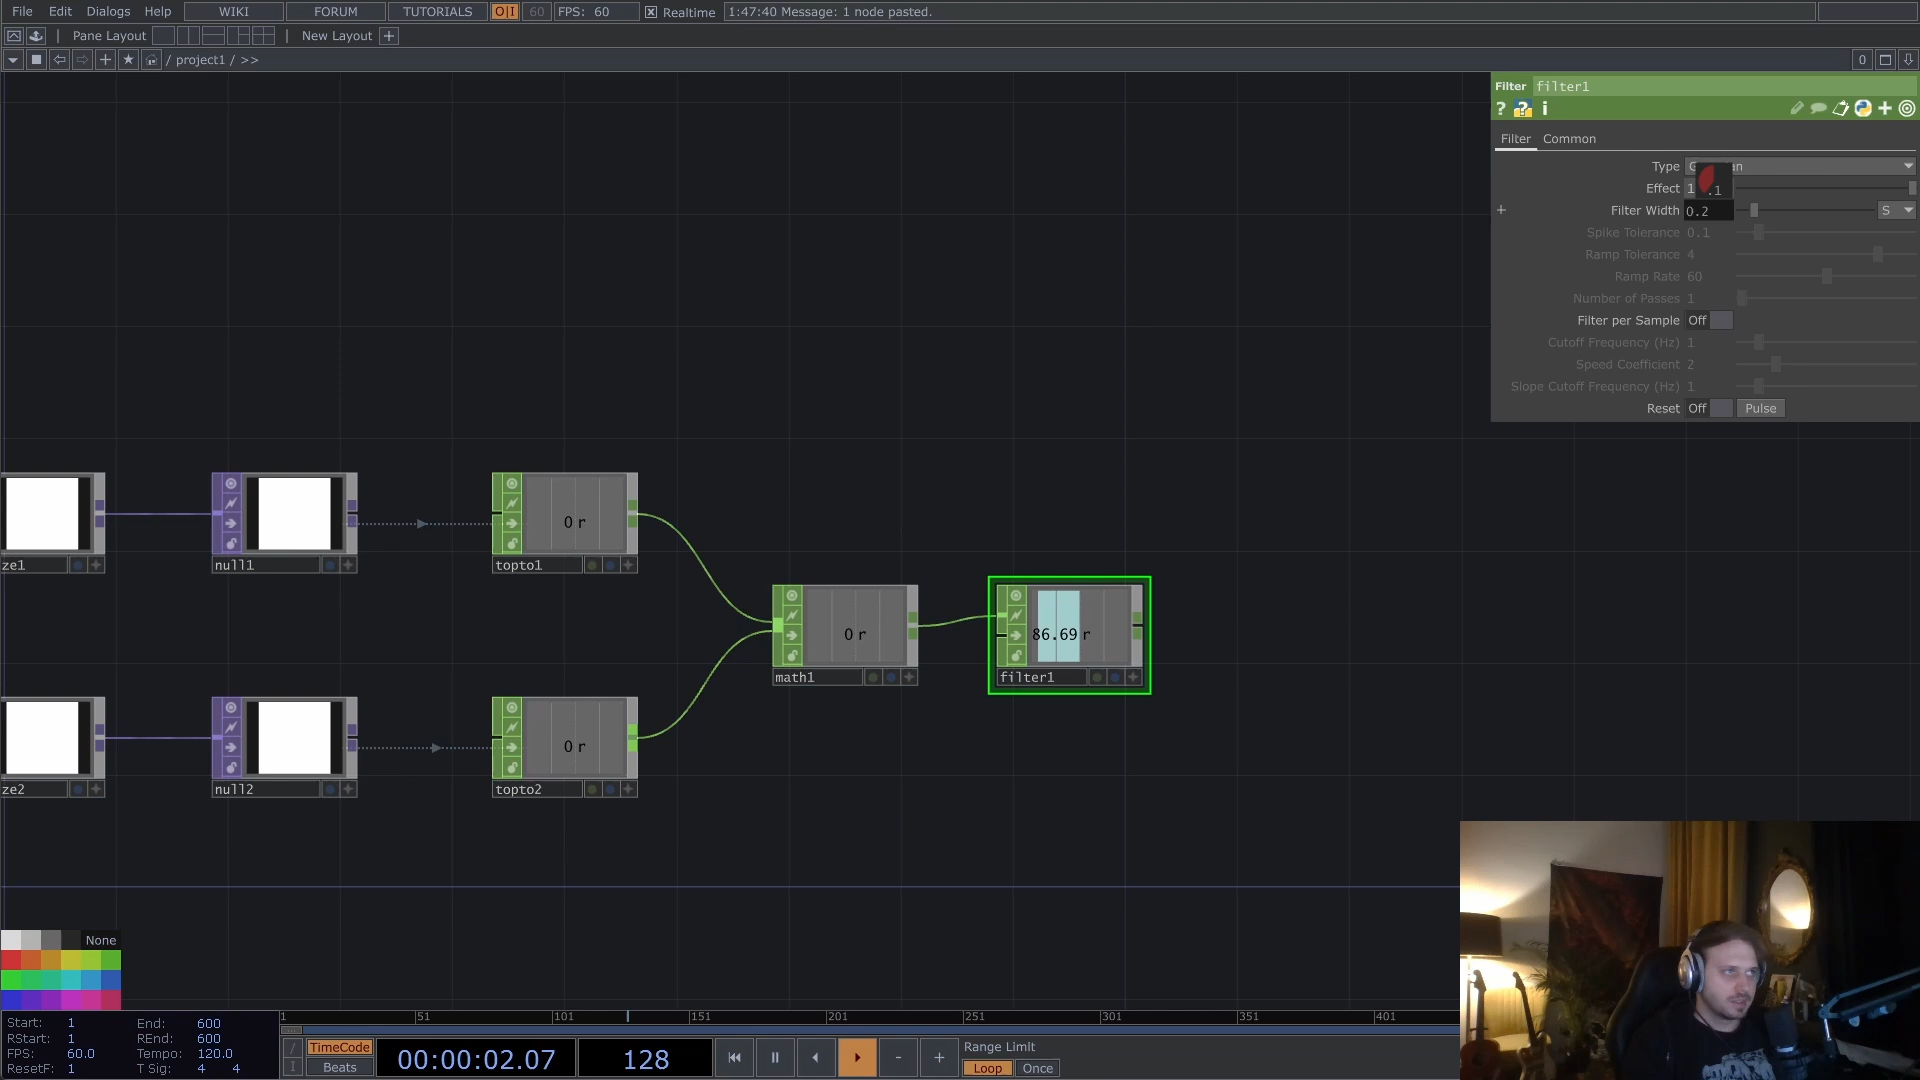 File Edit Dialogs Help WIKI FORUM TUTORIALS O|I 60 FPS: 60 Realtime 1:47:40 Message: 1 node pasted.
Pane Layout New Layout +
/ project1 / >> 0
Filter filter1
? ? i
Filter Common
Type
Effect 1 .1
+ Filter Width 0.2 S
Spike Tolerance 0.1
Ramp Tolerance 4
Ramp Rate 60
Number of Passes 1
Filter per Sample Off
Cutoff Frequency (Hz) 1
Speed Coefficient 2
Slope Cutoff Frequency (Hz) 1
Reset Off Pulse
0 r
ze1 null1 topto1
0 r 86.69 r
math1 filter1
0 r
ze2 null2 topto2
None
1 51 101 151 201 251 301 351 401
Start: 1 End: 600
RStart: 1 REnd: 600
FPS: 60.0 Tempo: 120.0
ResetF: 1 T Sig: 4 4
TimeCode
Beats
00:00:02.07 128
Range Limit
Loop Once